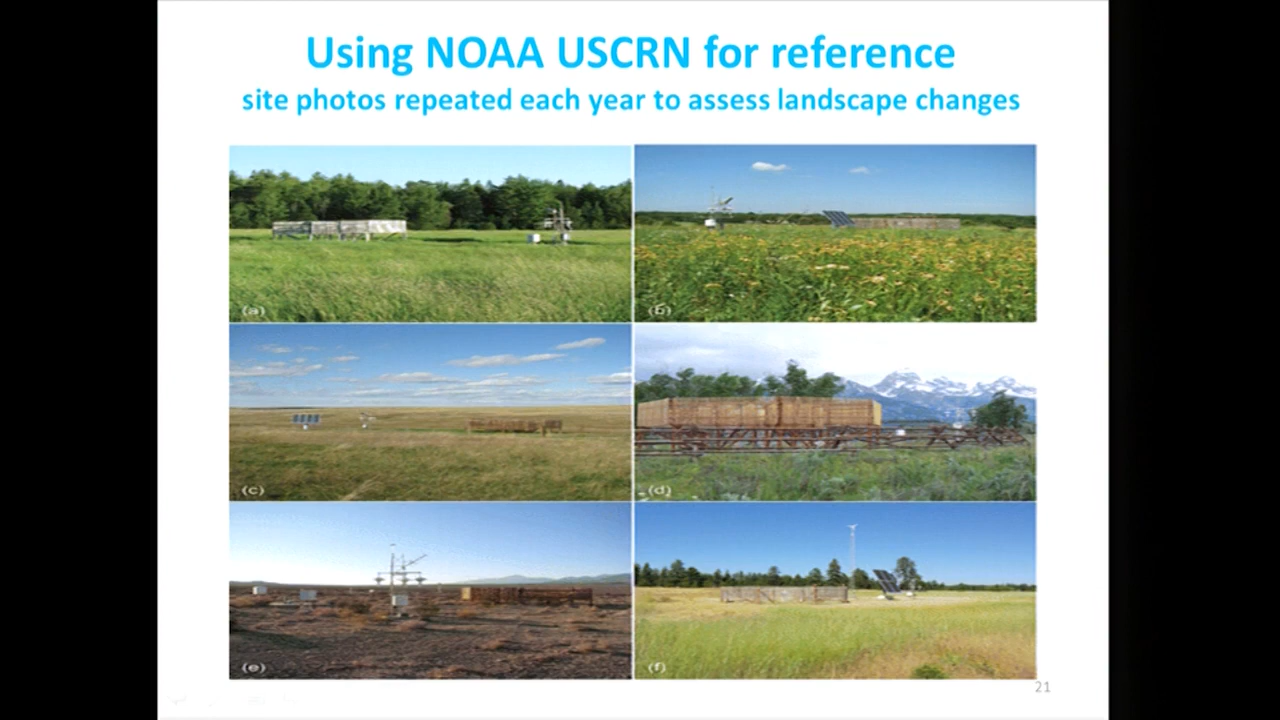 Using NOAA USCRN for reference
site photos repeated each year to assess landscape changes
(a)
(b)
(c)
(d)
(e)
(f)
21